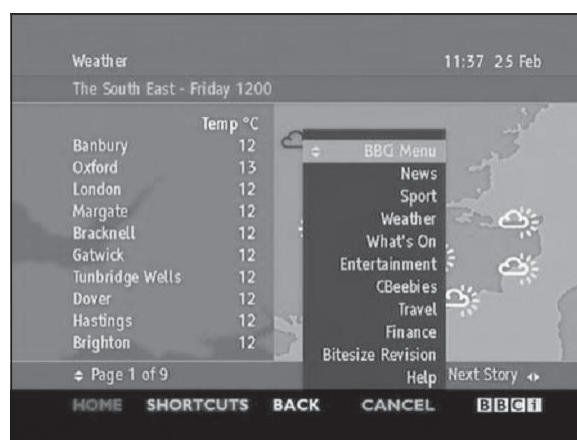 Weather 11:37 25 Feb
The South East - Friday 1200
Temp °C
Banbury 12
Oxford 13
London 12
Margate 12
Bracknell 12
Gatwick 12
Tunbridge Wells 12
Dover 12
Hastings 12
Brighton 12
BBCi Menu
News
Sport
Weather
What's On
Entertainment
CBeebies
Travel
Finance
Bitesize Revision
Help
Page 1 of 9 Next Story
HOME SHORTCUTS BACK CANCEL BBCi